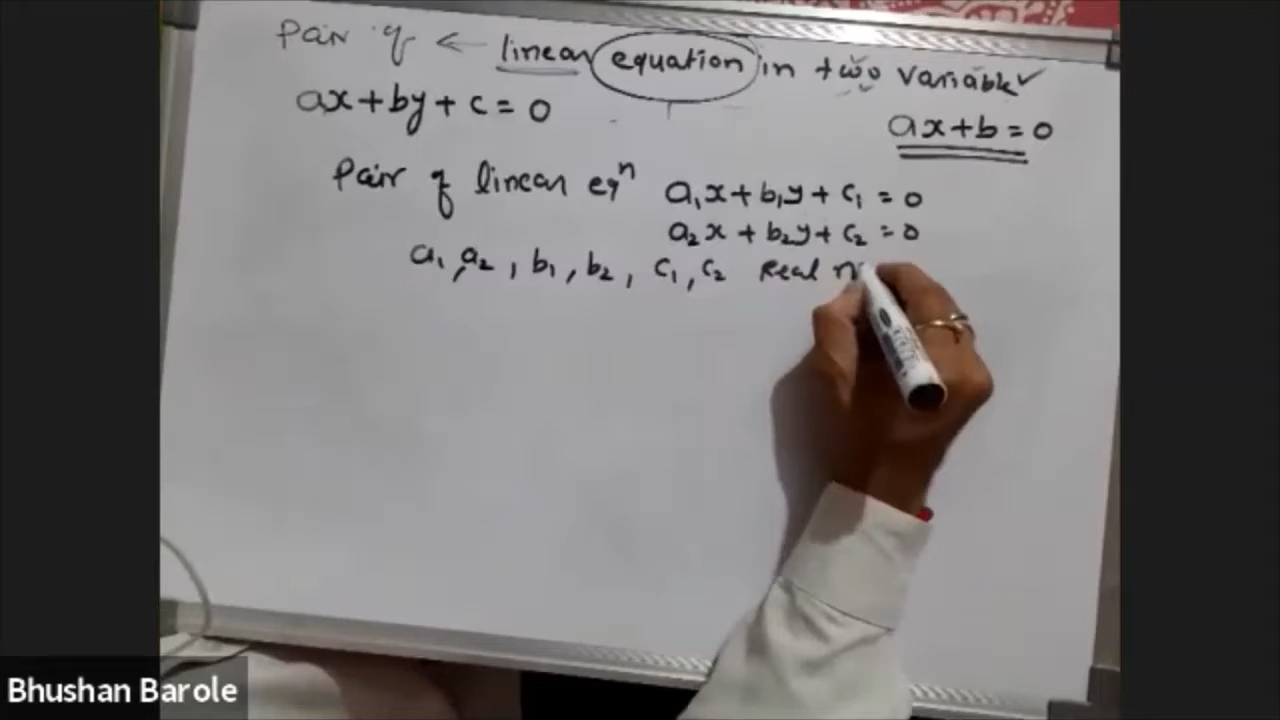 Pair of ← linear equation in two variable ✓
ax+by+c=0
ax+b=0
Pair of linear eqⁿ a₁x+b₁y+c₁=0
a₂x+b₂y+c₂=0
a₁,a₂,b₁,b₂,c₁,c₂ Real n
Bhushan Barole